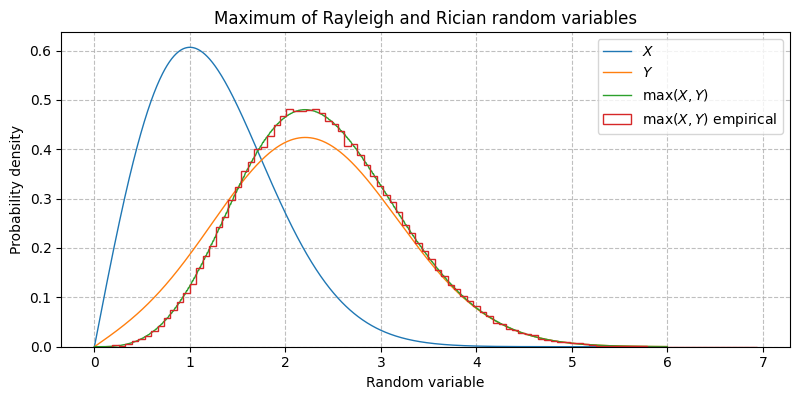 Maximum of Rayleigh and Rician random variables
Probability density
0.6
0.5
0.4
0.3
0.2
0.1
0.0
X
Y
max(X, Y)
max(X, Y) empirical
0 1 2 3 4 5 6 7
Random variable